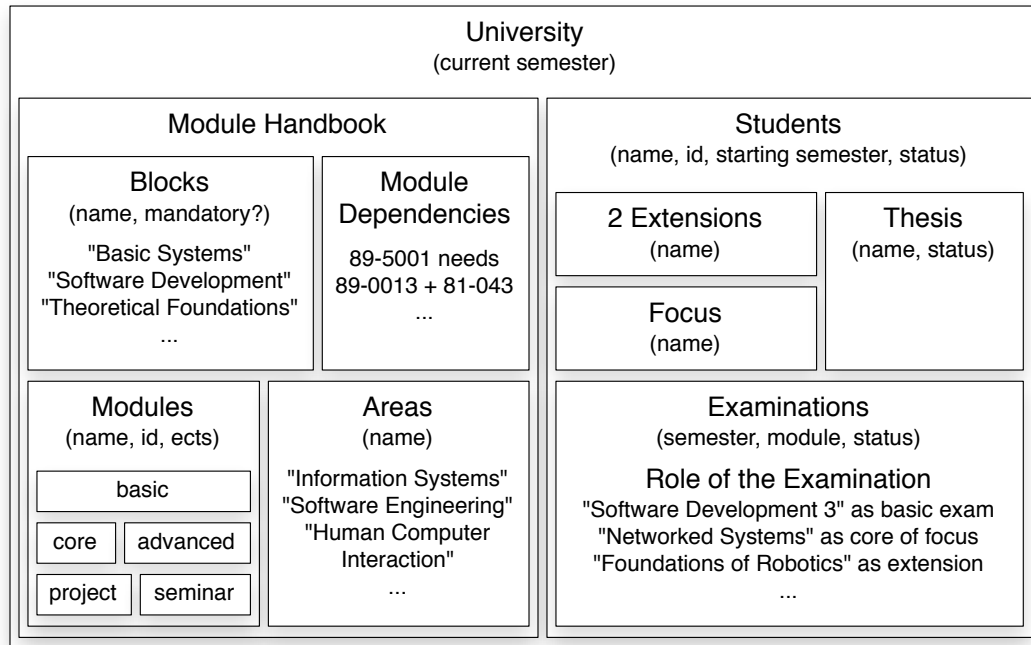 University
(current semester)
Module Handbook
Blocks
(name, mandatory?)
"Basic Systems"
"Software Development"
"Theoretical Foundations"
...
Module
Dependencies
89-5001 needs
89-0013 + 81-043
...
Modules
(name, id, ects)
basic
core
advanced
project
seminar
Areas
(name)
"Information Systems"
"Software Engineering"
"Human Computer
Interaction"
...
Students
(name, id, starting semester, status)
2 Extensions
(name)
Focus
(name)
Thesis
(name, status)
Examinations
(semester, module, status)
Role of the Examination
"Software Development 3" as basic exam
"Networked Systems" as core of focus
"Foundations of Robotics" as extension
...